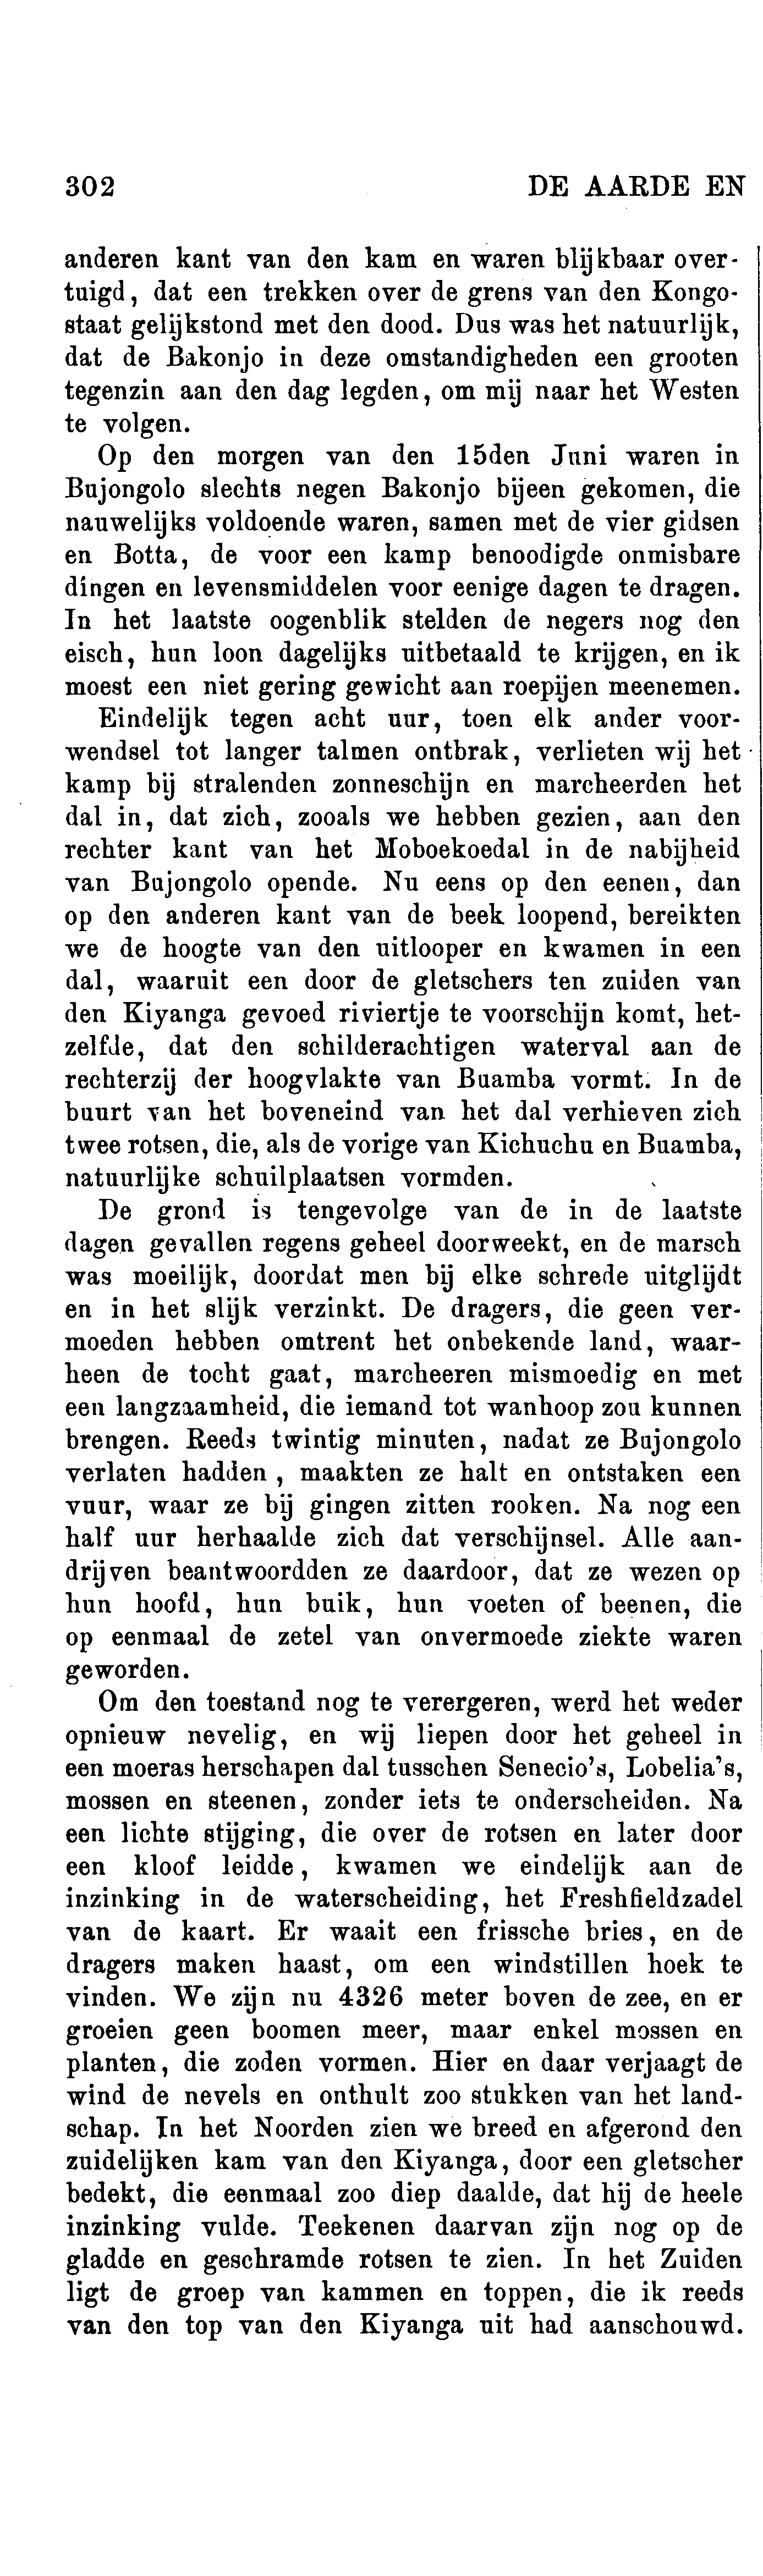 302 DE AARDE EN
anderen kant van den kam en waren blijkbaar over-
tuigd, dat een trekken over de grens van den Kongo-
staat gelijkstond met den dood. Dus was het natuurlijk,
dat de Bakonjo in deze omstandigheden een grooten
tegenzin aan den dag legden, om mij naar het Westen
te volgen.
Op den morgen van den 15den Juni waren in
Bujongolo slechts negen Bakonjo bijeen gekomen, die
nauwelijks voldoende waren, samen met de vier gidsen
en Botta, de voor een kamp benoodigde onmisbare
dingen en levensmiddelen voor eenige dagen te dragen.
In het laatste oogenblik stelden de negers nog den
eisch, hun loon dagelijks uitbetaald te krijgen, en ik
moest een niet gering gewicht aan roepijen meenemen.
Eindelijk tegen acht uur, toen elk ander voor-
wendsel tot langer talmen ontbrak, verlieten wij het
kamp bij stralenden zonneschijn en marcheerden het
dal in, dat zich, zooals we hebben gezien, aan den
rechter kant van het Moboekoedal in de nabijheid
van Bujongolo opende. Nu eens op den eenen, dan
op den anderen kant van de beek loopend, bereikten
we de hoogte van den uitlooper en kwamen in een
dal, waaruit een door de gletschers ten zuiden van
den Kiyanga gevoed riviertje te voorschijn komt, het-
zelfde, dat den schilderachtigen waterval aan de
rechterzij der hoogvlakte van Buamba vormt. In de
buurt van het boveneind van het dal verhieven zich
twee rotsen, die, als de vorige van Kichuchu en Buamba,
natuurlijke schuilplaatsen vormden.
De grond is tengevolge van de in de laatste
dagen gevallen regens geheel doorweekt, en de marsch
was moeilijk, doordat men bij elke schrede uitglijdt
en in het slijk verzinkt. De dragers, die geen ver-
moeden hebben omtrent het onbekende land, waar-
heen de tocht gaat, marcheeren mismoedig en met
een langzaamheid, die iemand tot wanhoop zou kunnen
brengen. Reeds twintig minuten, nadat ze Bujongolo
verlaten hadden, maakten ze halt en ontstaken een
vuur, waar ze bij gingen zitten rooken. Na nog een
half uur herhaalde zich dat verschijnsel. Alle aan-
drijven beantwoordden ze daardoor, dat ze wezen op
hun hoofd, hun buik, hun voeten of beenen, die
op eenmaal de zetel van onvermoede ziekte waren
geworden.
Om den toestand nog te verergeren, werd het weder
opnieuw nevelig, en wij liepen door het geheel in
een moeras herschapen dal tusschen Senecio's, Lobelia's,
mossen en steenen, zonder iets te onderscheiden. Na
een lichte stijging, die over de rotsen en later door
een kloof leidde, kwamen we eindelijk aan de
inzinking in de waterscheiding, het Freshfieldzadel
van de kaart. Er waait een frissche bries, en de
dragers maken haast, om een windstillen hoek te
vinden. We zijn nu 4326 meter boven de zee, en er
groeien geen boomen meer, maar enkel mossen en
planten, die zoden vormen. Hier en daar verjaagt de
wind de nevels en onthult zoo stukken van het land-
schap. In het Noorden zien we breed en afgerond den
zuidelijken kam van den Kiyanga, door een gletscher
bedekt, die eenmaal zoo diep daalde, dat hij de heele
inzinking vulde. Teekenen daarvan zijn nog op de
gladde en geschramde rotsen te zien. In het Zuiden
ligt de groep van kammen en toppen, die ik reeds
van den top van den Kiyanga uit had aanschouwd.